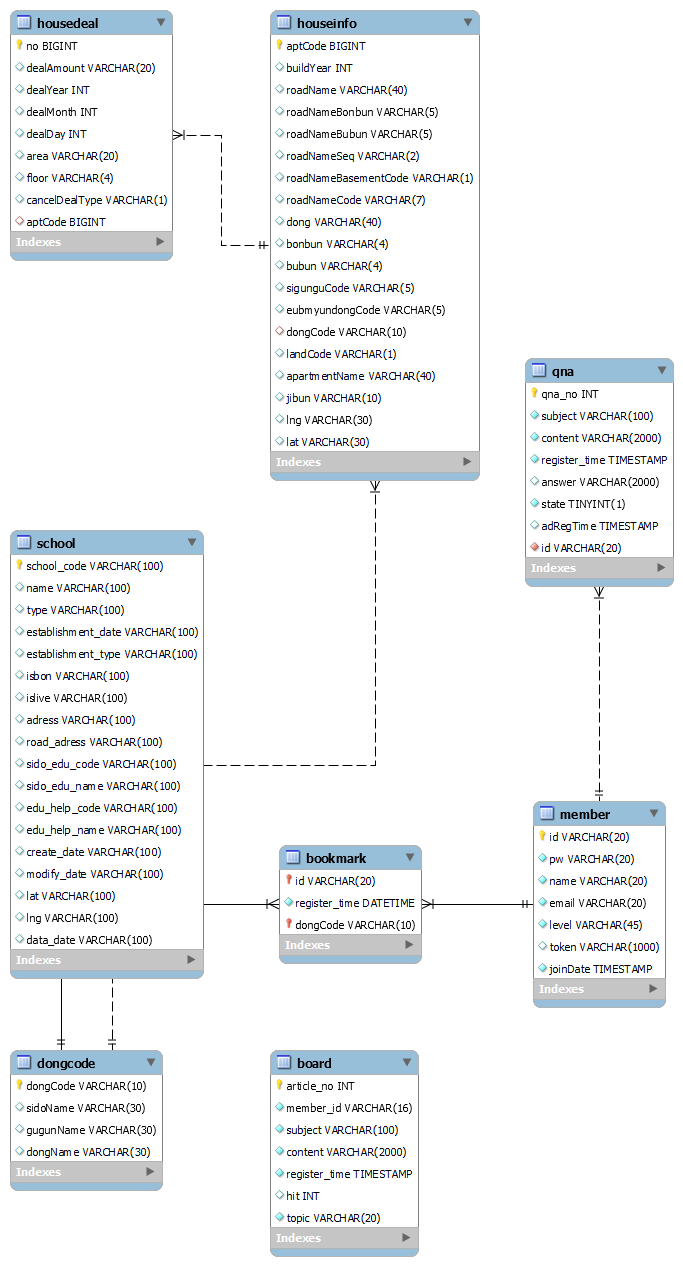 housedeal
no BIGINT
dealAmount VARCHAR(20)
dealYear INT
dealMonth INT
dealDay INT
area VARCHAR(20)
floor VARCHAR(4)
cancelDealType VARCHAR(1)
aptCode BIGINT
Indexes
houseinfo
aptCode BIGINT
buildYear INT
roadName VARCHAR(40)
roadNameBonbun VARCHAR(5)
roadNameBubun VARCHAR(5)
roadNameSeq VARCHAR(2)
roadNameBasementCode VARCHAR(1)
roadNameCode VARCHAR(7)
dong VARCHAR(40)
bonbun VARCHAR(4)
bubun VARCHAR(4)
sigunguCode VARCHAR(5)
eubmyundongCode VARCHAR(5)
dongCode VARCHAR(10)
landCode VARCHAR(1)
apartmentName VARCHAR(40)
jibun VARCHAR(10)
lng VARCHAR(30)
lat VARCHAR(30)
Indexes
qna
qna_no INT
subject VARCHAR(100)
content VARCHAR(2000)
register_time TIMESTAMP
answer VARCHAR(2000)
state TINYINT(1)
adRegTime TIMESTAMP
id VARCHAR(20)
Indexes
school
school_code VARCHAR(100)
name VARCHAR(100)
type VARCHAR(100)
establishment_date VARCHAR(100)
establishment_type VARCHAR(100)
isbon VARCHAR(100)
islive VARCHAR(100)
adress VARCHAR(100)
road_adress VARCHAR(100)
sido_edu_code VARCHAR(100)
sido_edu_name VARCHAR(100)
edu_help_code VARCHAR(100)
edu_help_name VARCHAR(100)
create_date VARCHAR(100)
modify_date VARCHAR(100)
lat VARCHAR(100)
lng VARCHAR(100)
data_date VARCHAR(100)
Indexes
bookmark
id VARCHAR(20)
register_time DATETIME
dongCode VARCHAR(10)
Indexes
member
id VARCHAR(20)
pw VARCHAR(20)
name VARCHAR(20)
email VARCHAR(20)
level VARCHAR(45)
token VARCHAR(1000)
joinDate TIMESTAMP
Indexes
dongcode
dongCode VARCHAR(10)
sidoName VARCHAR(30)
gugunName VARCHAR(30)
dongName VARCHAR(30)
Indexes
board
article_no INT
member_id VARCHAR(16)
subject VARCHAR(100)
content VARCHAR(2000)
register_time TIMESTAMP
hit INT
topic VARCHAR(20)
Indexes